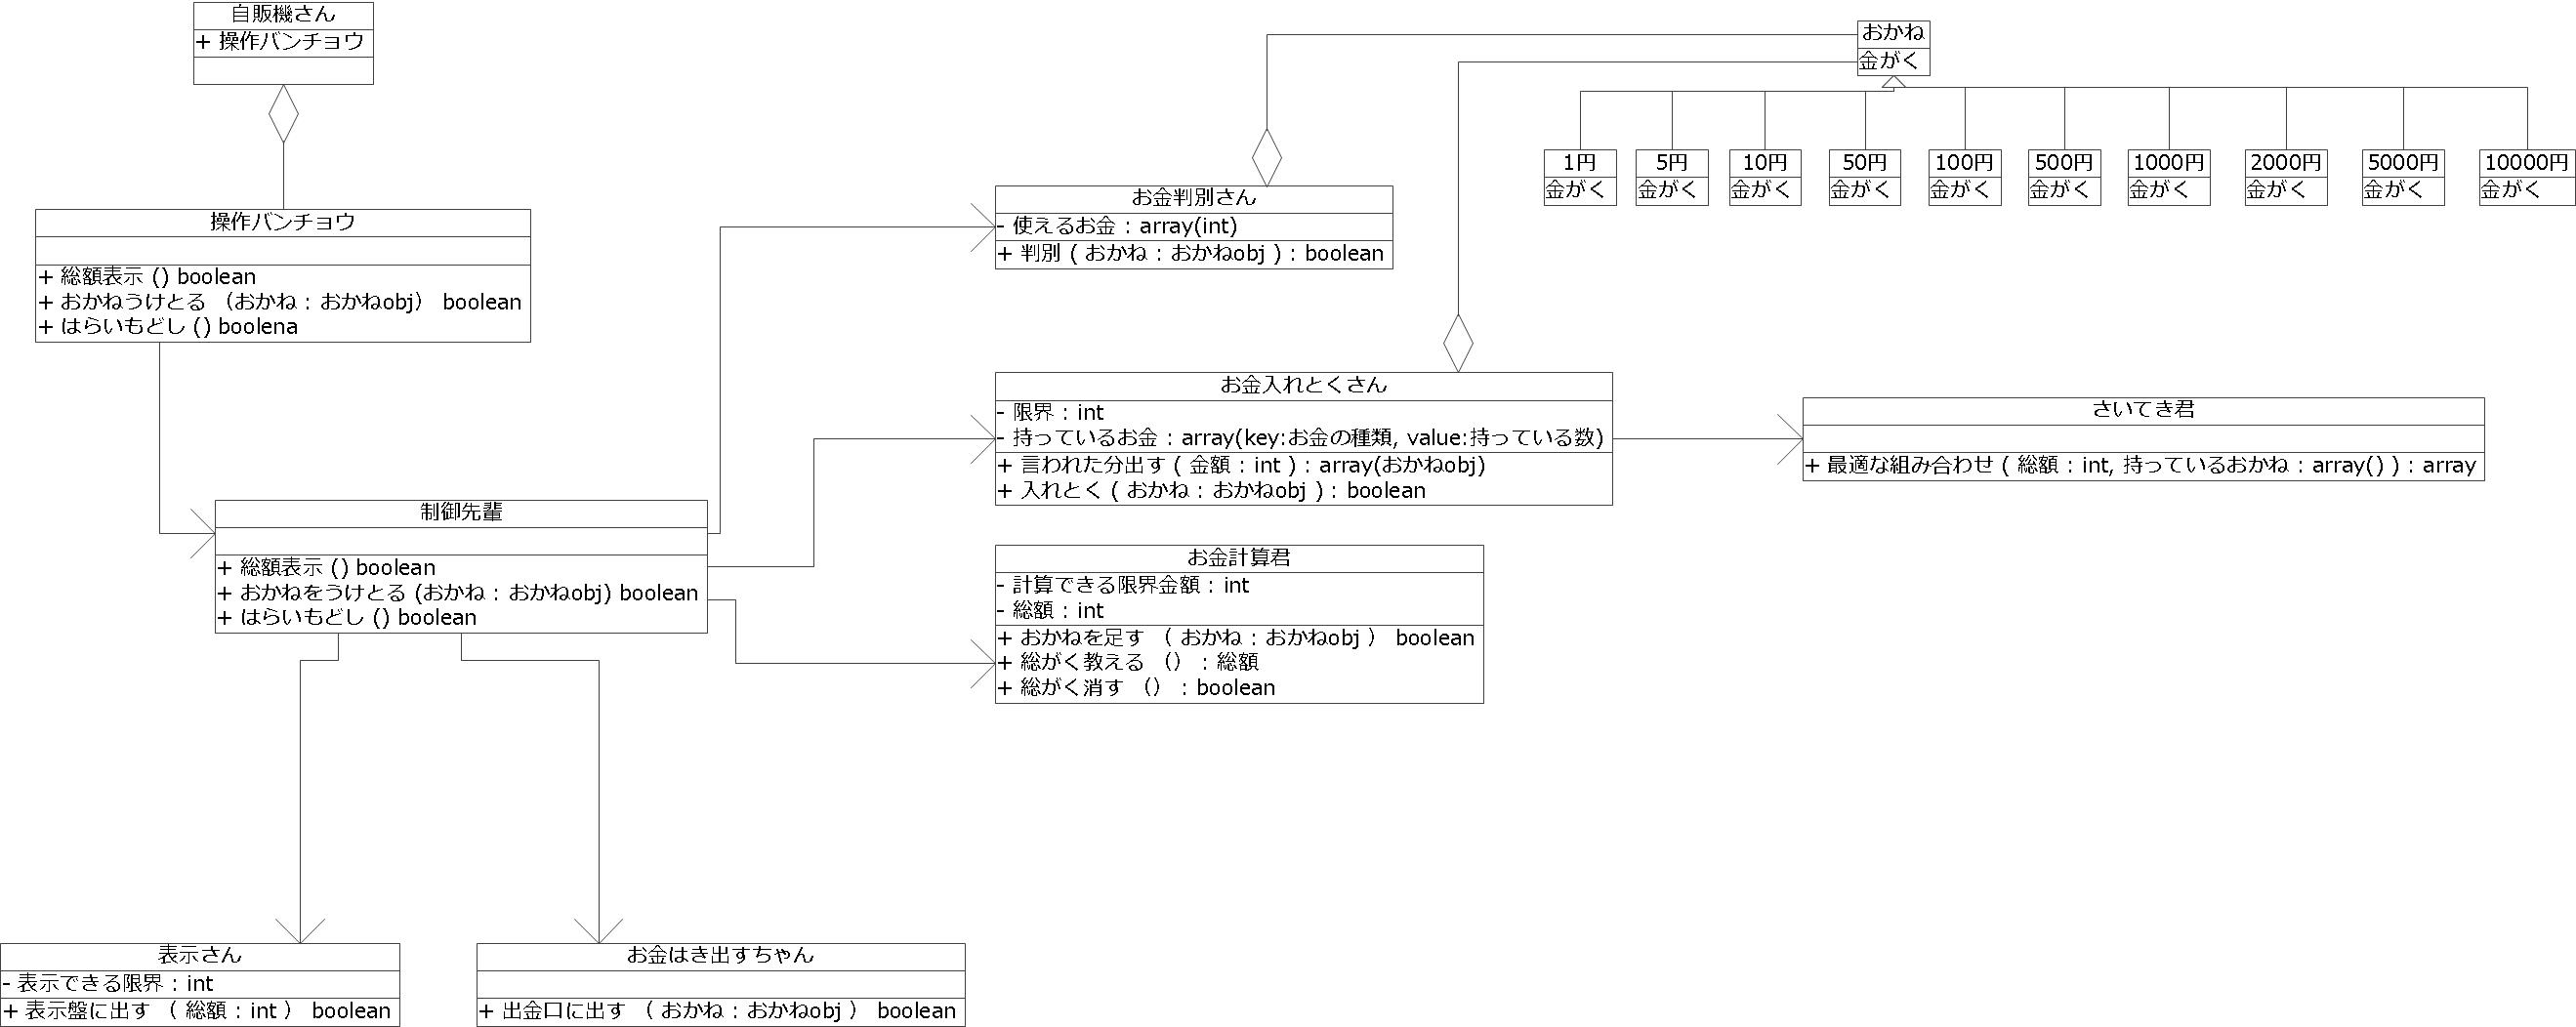 自販機さん
+ 操作バンチョウ
操作バンチョウ
+ 総額表示 () boolean
+ おかねうけとる （おかね : おかねobj） boolean
+ はらいもどし () boolena
制御先輩
+ 総額表示 () boolean
+ おかねをうけとる (おかね : おかねobj) boolean
+ はらいもどし () boolean
表示さん
- 表示できる限界 : int
+ 表示盤に出す （ 総額 : int ） boolean
お金はき出すちゃん
+ 出金口に出す （ おかね : おかねobj ） boolean
お金判別さん
- 使えるお金 : array(int)
+ 判別 ( おかね : おかねobj ) : boolean
お金入れとくさん
- 限界 : int
- 持っているお金 : array(key:お金の種類, value:持っている数)
+ 言われた分出す ( 金額 : int ) : array(おかねobj)
+ 入れとく ( おかね : おかねobj ) : boolean
お金計算君
- 計算できる限界金額 : int
- 総額 : int
+ おかねを足す （ おかね : おかねobj ） boolean
+ 総がく教える （） : 総額
+ 総がく消す （） : boolean
さいてき君
+ 最適な組み合わせ ( 総額 : int, 持っているおかね : array() ) : array
おかね
金がく
1円
金がく
5円
金がく
10円
金がく
50円
金がく
100円
金がく
500円
金がく
1000円
金がく
2000円
金がく
5000円
金がく
10000円
金がく